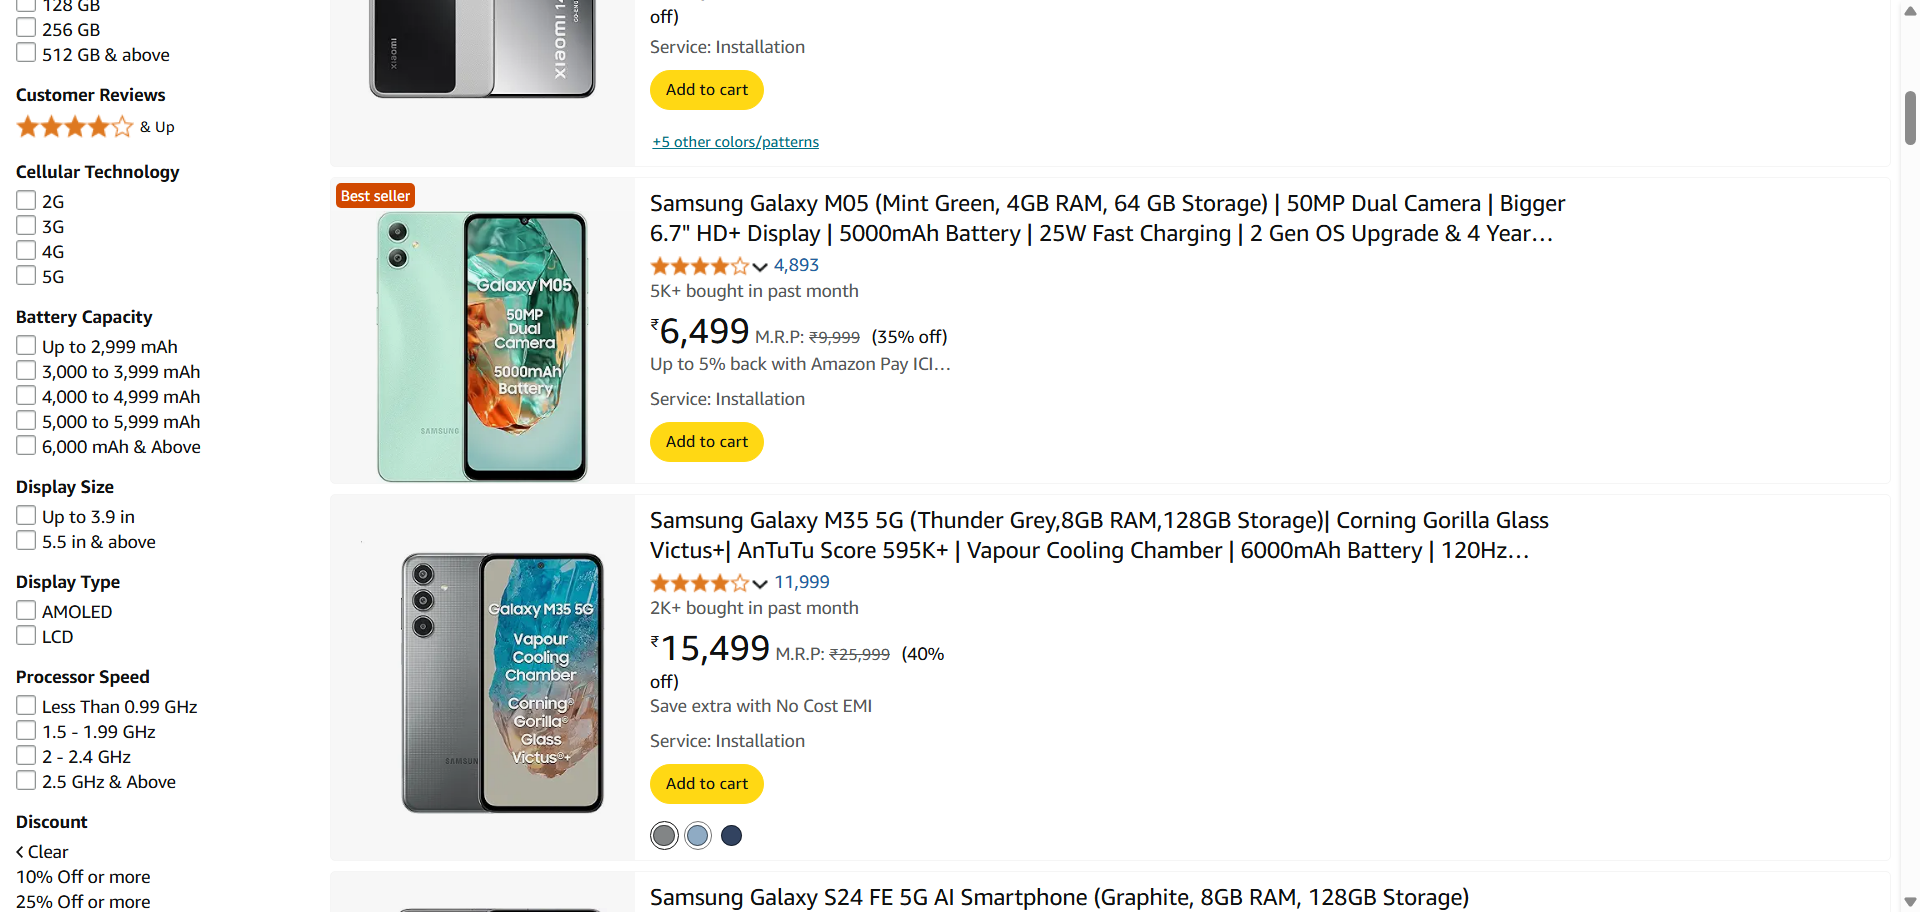 128 GB
256 GB
512 GB & above
Customer Reviews
& Up
Cellular Technology
2G
3G
4G
5G
Battery Capacity
Up to 2,999 mAh
3,000 to 3,999 mAh
4,000 to 4,999 mAh
5,000 to 5,999 mAh
6,000 mAh & Above
Display Size
Up to 3.9 in
5.5 in & above
Display Type
AMOLED
LCD
Processor Speed
Less Than 0.99 GHz
1.5 - 1.99 GHz
2 - 2.4 GHz
2.5 GHz & Above
Discount
Clear
10% Off or more
25% Off or more
xiaomi
xiaomi 14
off)
Service: Installation
Add to cart
+5 other colors/patterns
Best seller
Galaxy M05
50MP
Dual
Camera
5000mAh
Battery
SAMSUNG
Samsung Galaxy M05 (Mint Green, 4GB RAM, 64 GB Storage) | 50MP Dual Camera | Bigger
6.7" HD+ Display | 5000mAh Battery | 25W Fast Charging | 2 Gen OS Upgrade & 4 Year…
4,893
5K+ bought in past month
₹6,499 M.R.P: ₹9,999 (35% off)
Up to 5% back with Amazon Pay ICI…
Service: Installation
Add to cart
Galaxy M35 5G
Vapour
Cooling
Chamber
Corning®
Gorilla®
Glass
Victus®+
SAMSUN
Samsung Galaxy M35 5G (Thunder Grey,8GB RAM,128GB Storage)| Corning Gorilla Glass
Victus+| AnTuTu Score 595K+ | Vapour Cooling Chamber | 6000mAh Battery | 120Hz…
11,999
2K+ bought in past month
₹15,499 M.R.P: ₹25,999 (40%
off)
Save extra with No Cost EMI
Service: Installation
Add to cart
Samsung Galaxy S24 FE 5G AI Smartphone (Graphite, 8GB RAM, 128GB Storage)